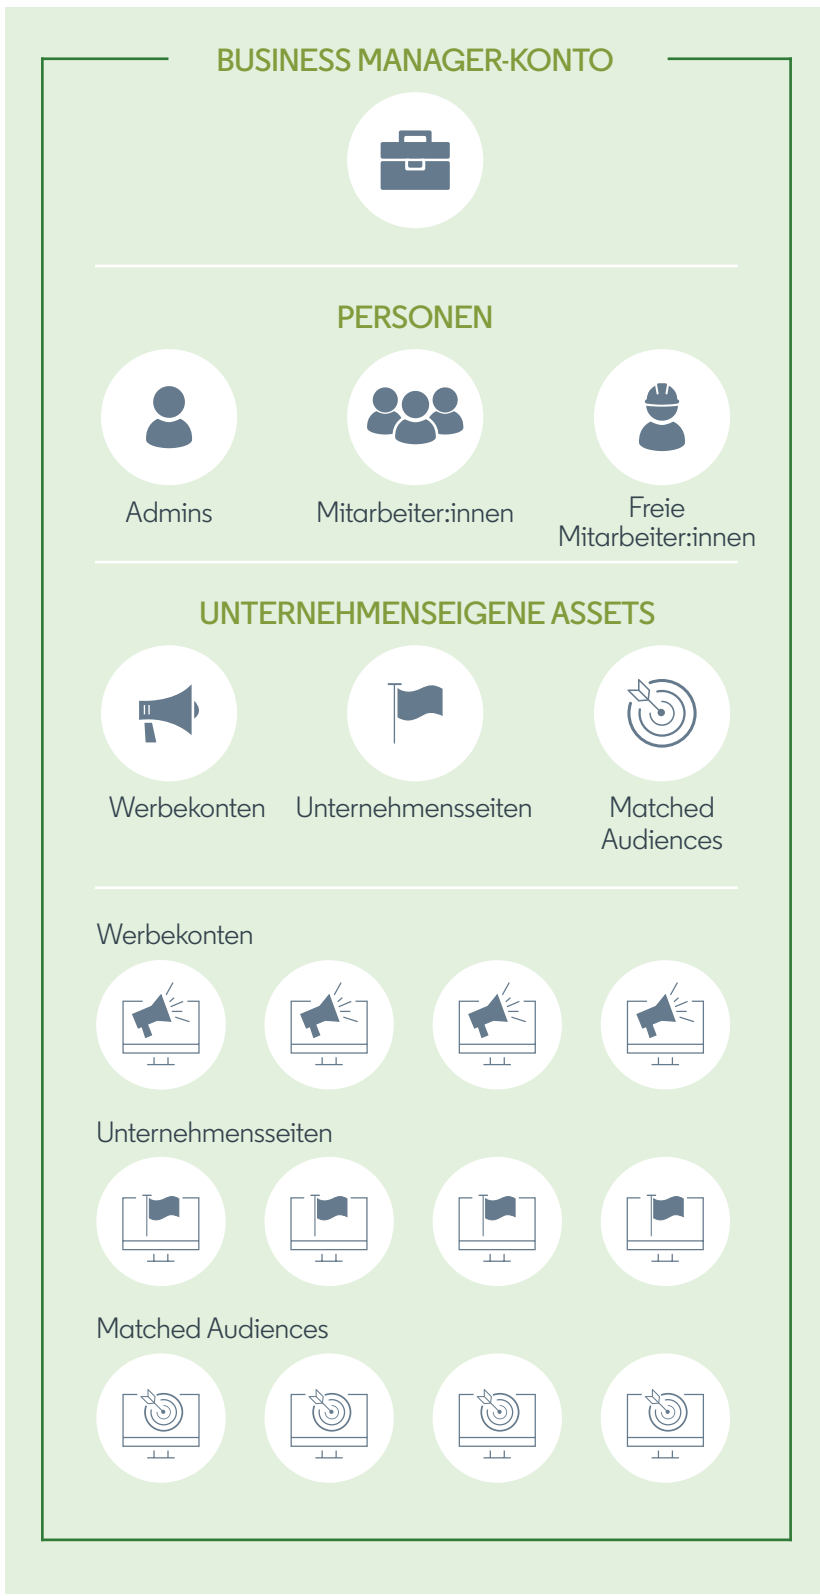 BUSINESS MANAGER-KONTO
PERSONEN
Admins
Mitarbeiter:innen
Freie
Mitarbeiter:innen
UNTERNEHMENSEIGENE ASSETS
Werbekonten
Unternehmensseiten
Matched
Audiences
Werbekonten
Unternehmensseiten
Matched Audiences